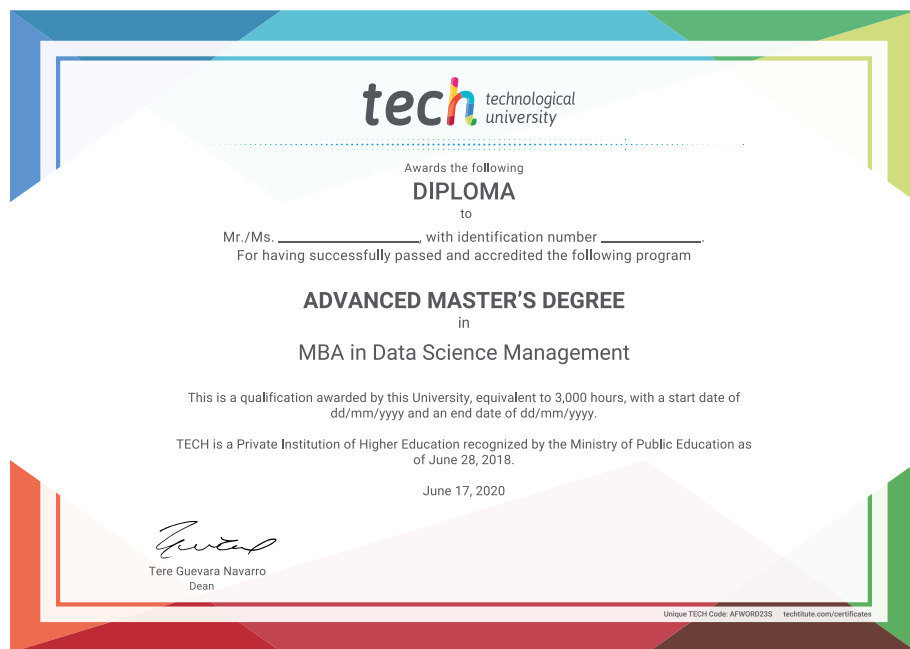 tech technological
university
Awards the following
DIPLOMA
to
Mr./Ms. ____________________, with identification number ______________.
For having successfully passed and accredited the following program
ADVANCED MASTER'S DEGREE
in
MBA in Data Science Management
This is a qualification awarded by this University, equivalent to 3,000 hours, with a start date of
dd/mm/yyyy and an end date of dd/mm/yyyy.
TECH is a Private Institution of Higher Education recognized by the Ministry of Public Education as
of June 28, 2018.
June 17, 2020
Tere Guevara Navarro
Dean
Unique TECH Code: AFWORD23S techtitute.com/certificates